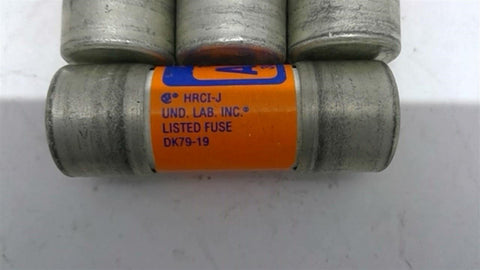 A
HRCI-J
UND. LAB. INC.®
LISTED FUSE
DK79-19